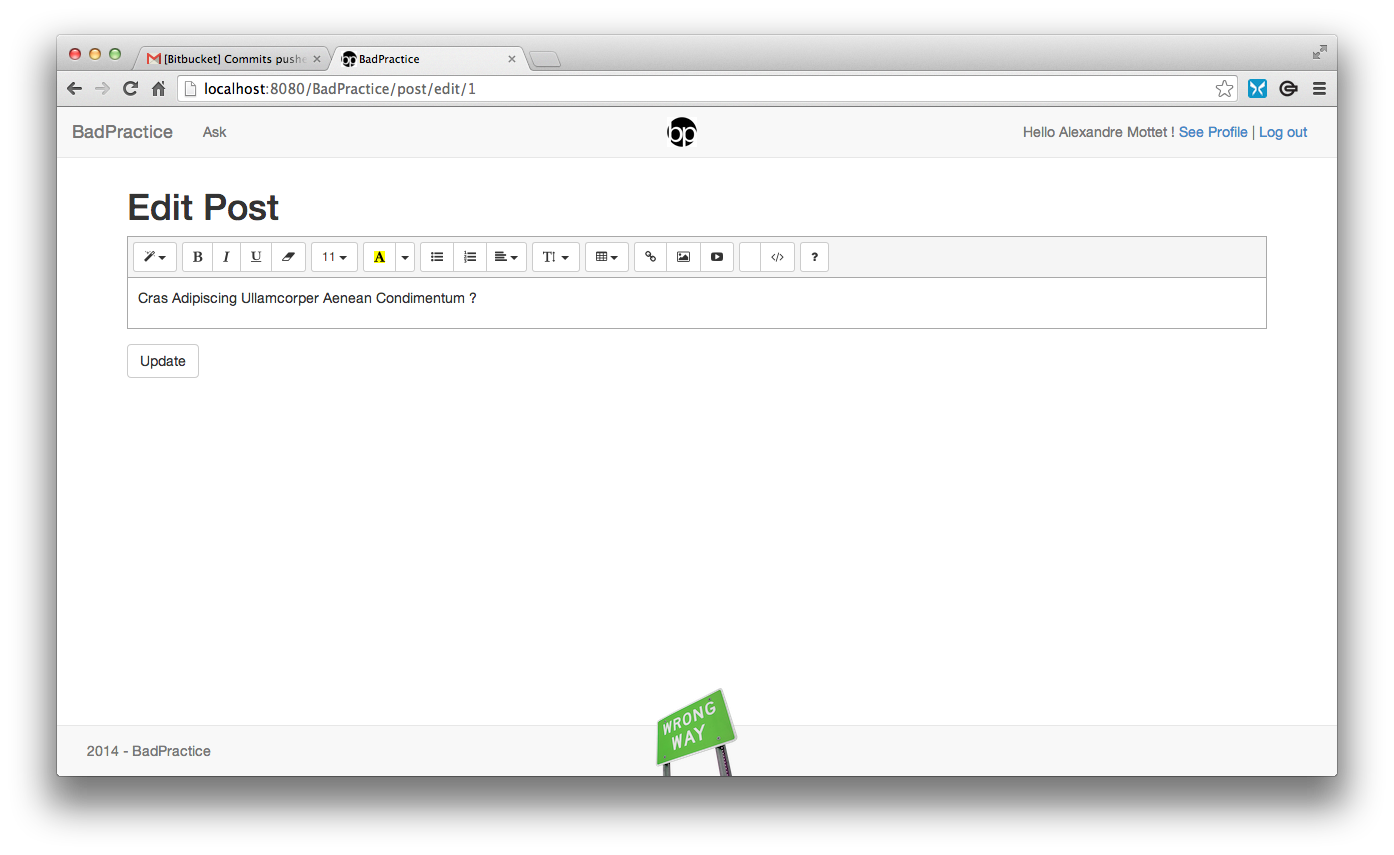 [Bitbucket] Commits pushe
BadPractice
localhost:8080/BadPractice/post/edit/1
BadPractice Ask bp Hello Alexandre Mottet ! See Profile | Log out
Edit Post
B I U 11 A T! </> ?
Cras Adipiscing Ullamcorper Aenean Condimentum ?
Update
WRONG
WAY
2014 - BadPractice